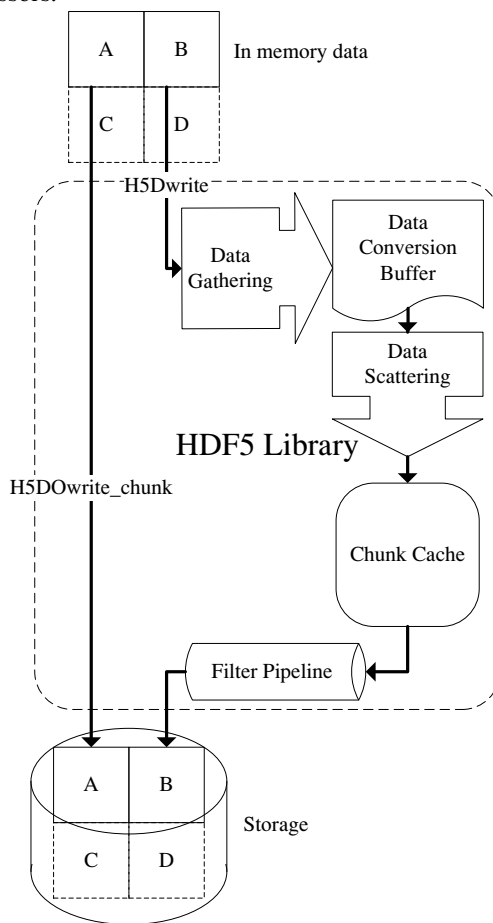 A B In memory data
C D
H5Dwrite
Data
Gathering
Data
Conversion
Buffer
Data
Scattering
HDF5 Library
H5DOwrite_chunk
Chunk Cache
Filter Pipeline
A B
Storage
C D